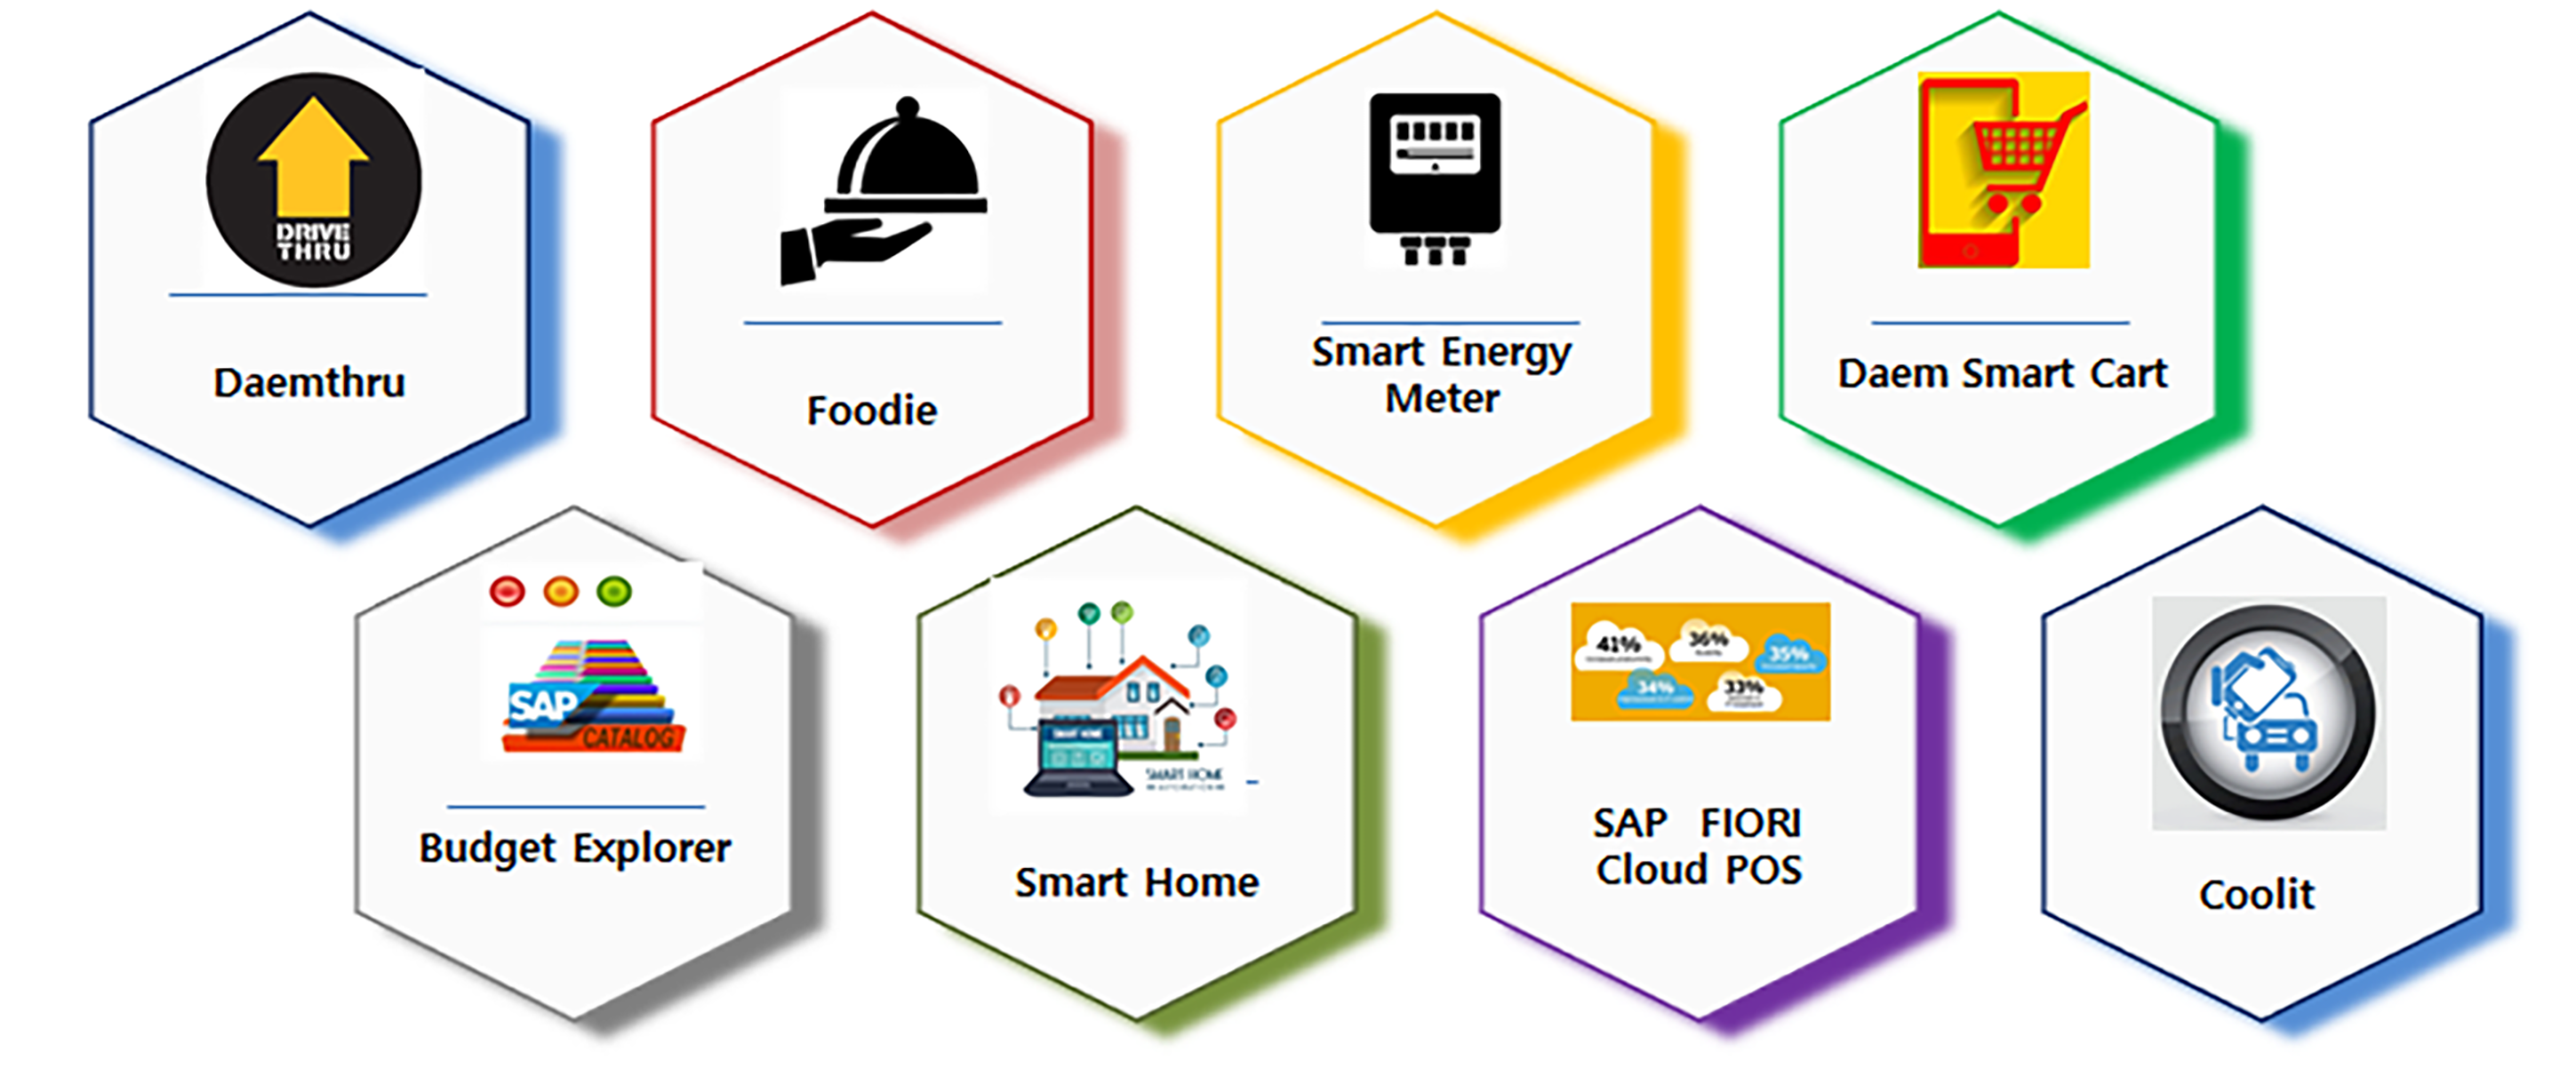 DRIVE
THRU
Daemthru
Foodie
Smart Energy
Meter
Daem Smart Cart
SAP
CATALOG
Budget Explorer
SMART HOME
Smart Home
41%
36%
35%
34%
33%
SAP FIORI
Cloud POS
Coolit